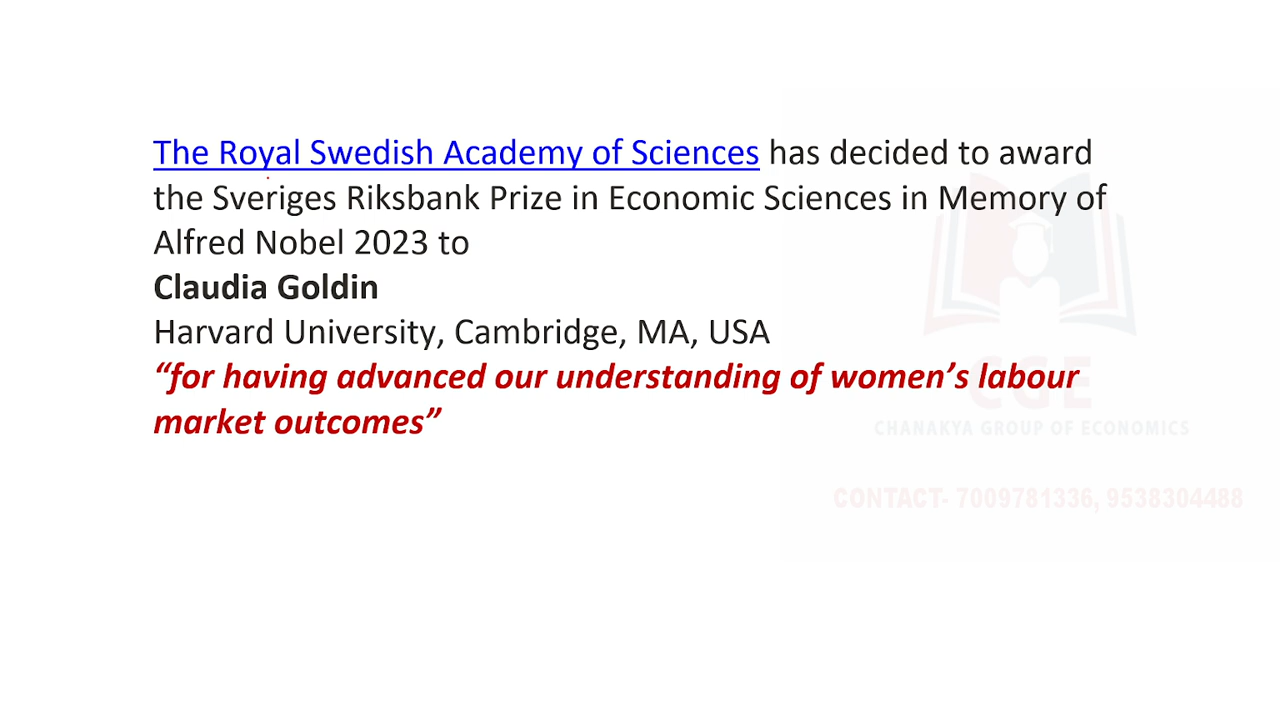 The Royal Swedish Academy of Sciences has decided to award
the Sveriges Riksbank Prize in Economic Sciences in Memory of
Alfred Nobel 2023 to
Claudia Goldin
Harvard University, Cambridge, MA, USA
“for having advanced our understanding of women’s labour
market outcomes”
CGE
CHANAKYA GROUP OF ECONOMICS
CONTACT- 7009781336, 9538304488